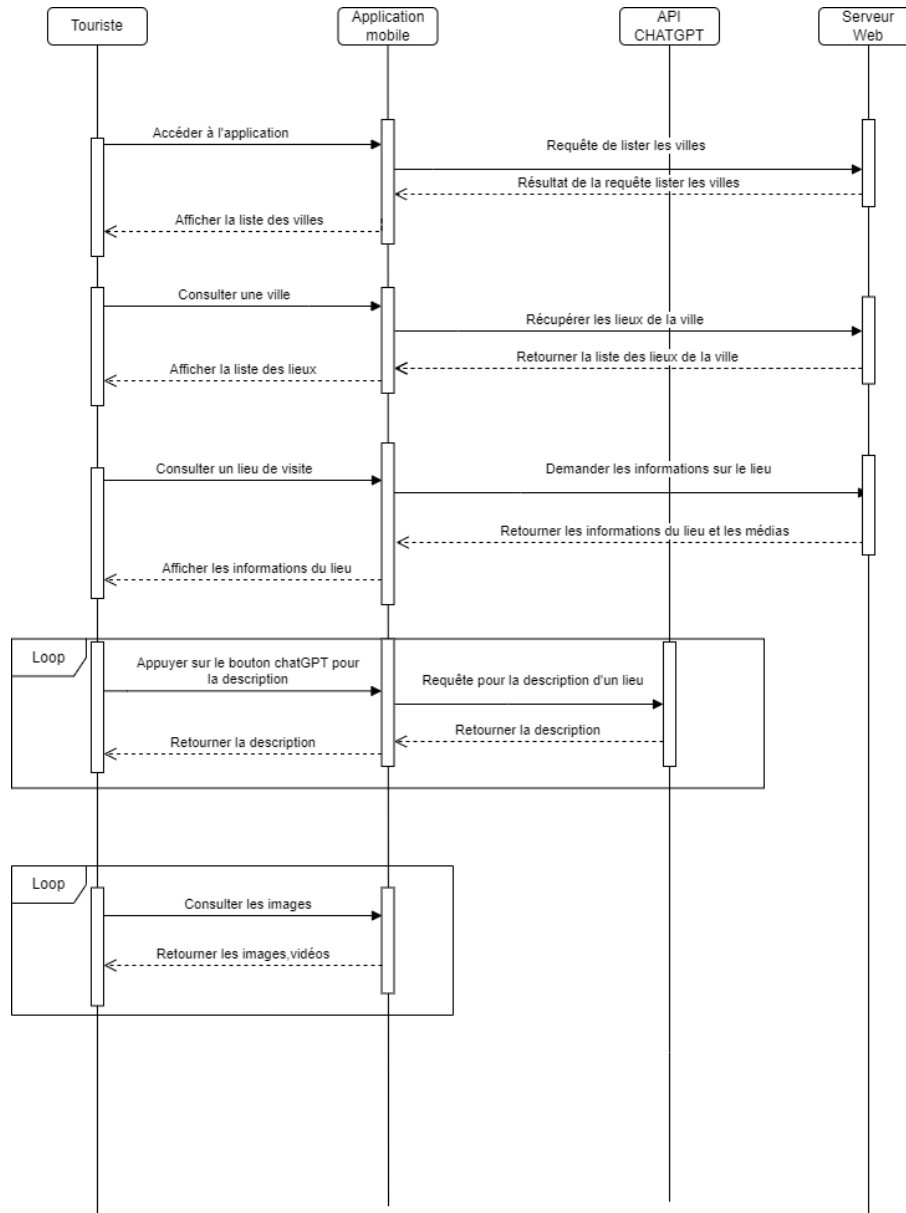 Touriste
Application
mobile
API
CHATGPT
Serveur
Web
Accéder à l'application
Requête de lister les villes
Résultat de la requête lister les villes
Afficher la liste des villes
Consulter une ville
Récupérer les lieux de la ville
Retourner la liste des lieux de la ville
Afficher la liste des lieux
Consulter un lieu de visite
Demander les informations sur le lieu
Retourner les informations du lieu et les médias
Afficher les informations du lieu
Loop
Appuyer sur le bouton chatGPT pour
la description
Requête pour la description d'un lieu
Retourner la description
Retourner la description
Loop
Consulter les images
Retourner les images,vidéos